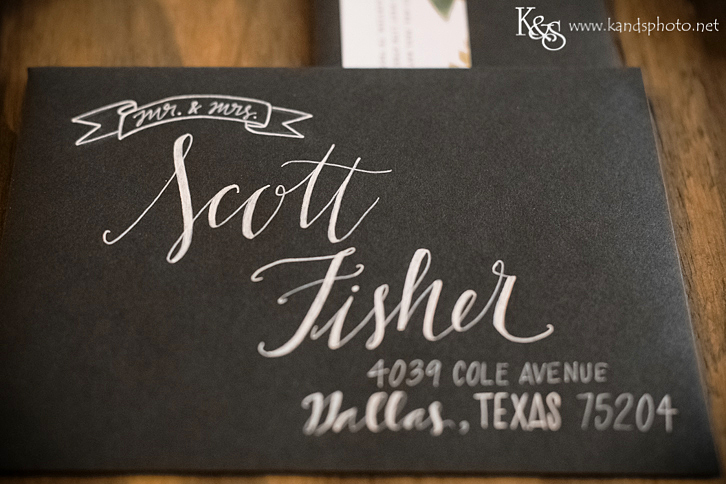 K&S www.kandsphoto.net
mr. & mrs.
Scott
Fisher
4039 COLE AVENUE
Dallas, TEXAS 75204